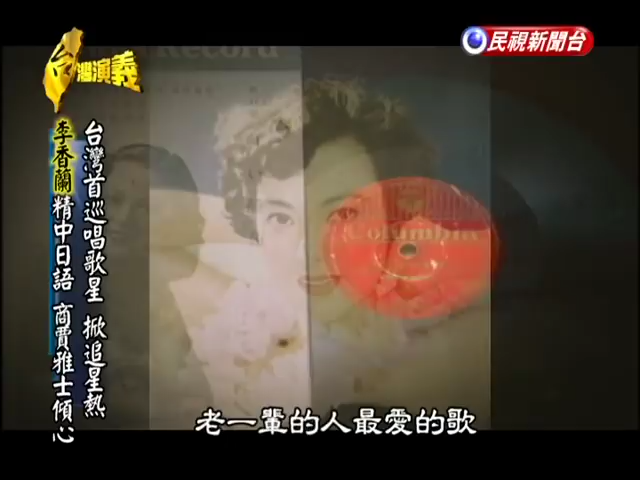 台灣演義
民視新聞台
Record
Columbia
台灣首巡唱歌星 掀追星熱
李香蘭精中日語 商賈雅士傾心
老一輩的人最愛的歌